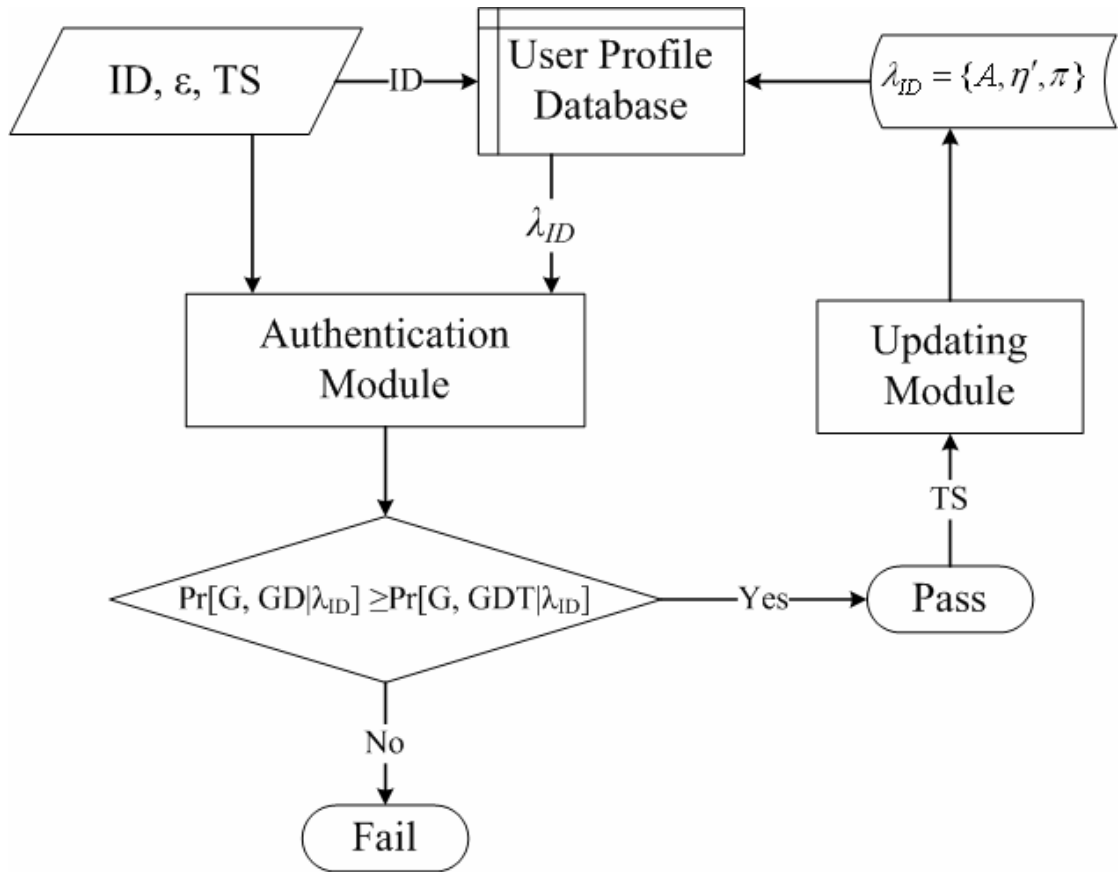 ID, ε, TS
ID
User Profile
Database
λ_ID = {A, η′, π}
λ_ID
Authentication
Module
Updating
Module
TS
Pr[G, GD|λ_ID] ≥Pr[G, GDT|λ_ID]
Yes
Pass
No
Fail